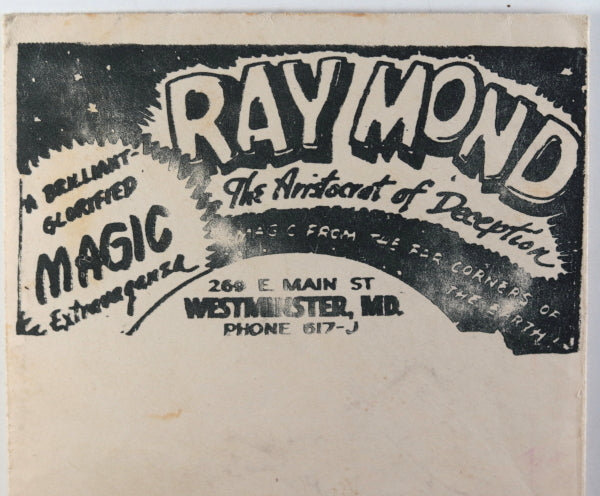 RAYMOND
The Aristocrat of Deception
MAGIC FROM THE FAR CORNERS OF
THE EARTH
A BRILLIANT-
GLORIFIED
MAGIC
Extravaganza
269 E. MAIN ST
WESTMINSTER, MD.
PHONE 617-J